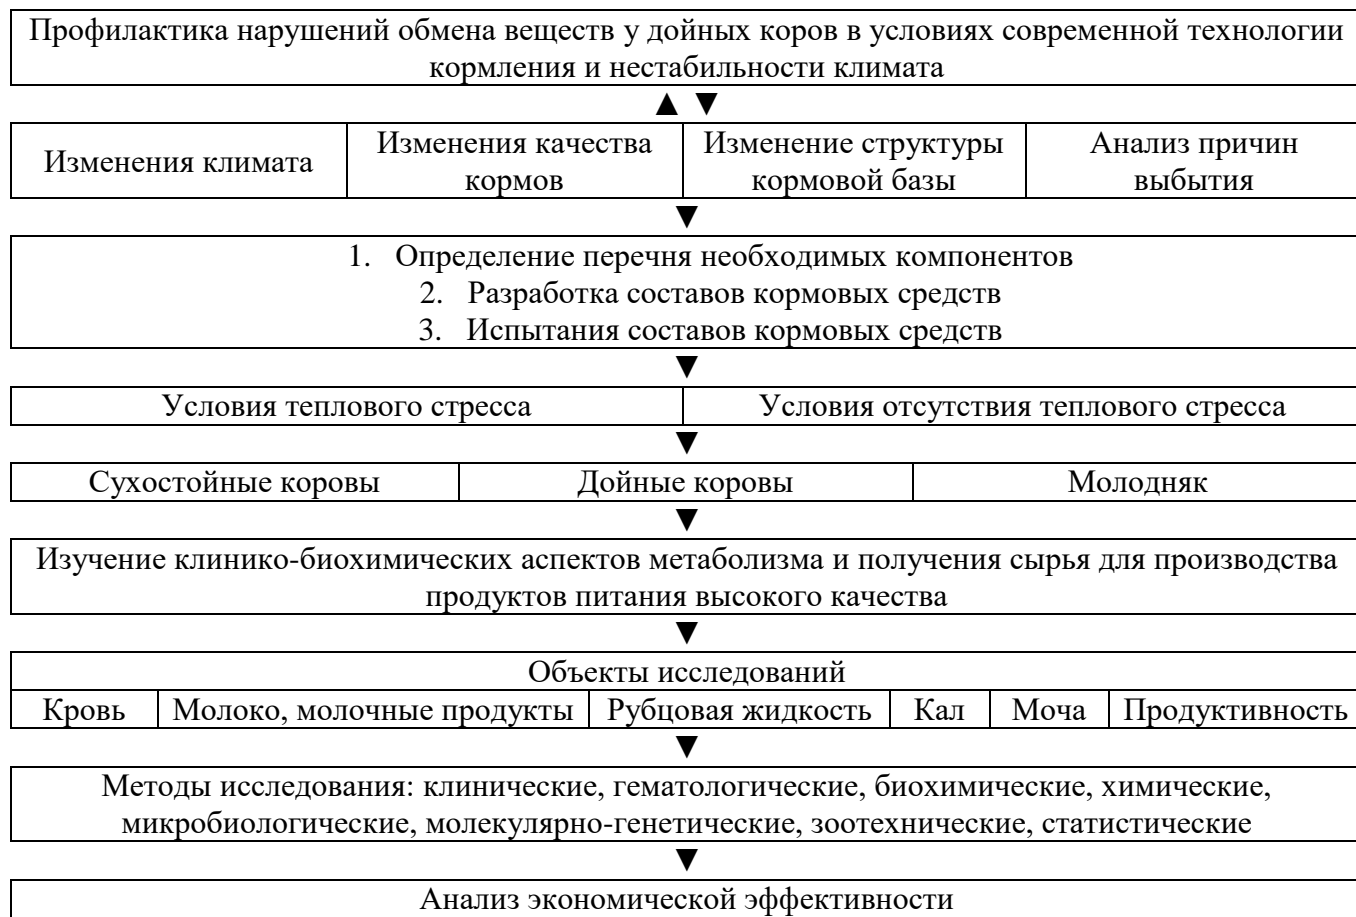 Профилактика нарушений обмена веществ у дойных коров в условиях современной технологии
кормления и нестабильности климата
▲ ▼
Изменения климата
Изменения качества
кормов
Изменение структуры
кормовой базы
Анализ причин
выбытия
▼
1. Определение перечня необходимых компонентов
2. Разработка составов кормовых средств
3. Испытания составов кормовых средств
▼
Условия теплового стресса
Условия отсутствия теплового стресса
▼
Сухостойные коровы
Дойные коровы
Молодняк
▼
Изучение клинико-биохимических аспектов метаболизма и получения сырья для производства
продуктов питания высокого качества
▼
Объекты исследований
Кровь
Молоко, молочные продукты
Рубцовая жидкость
Кал
Моча
Продуктивность
▼
Методы исследования: клинические, гематологические, биохимические, химические,
микробиологические, молекулярно-генетические, зоотехнические, статистические
▼
Анализ экономической эффективности